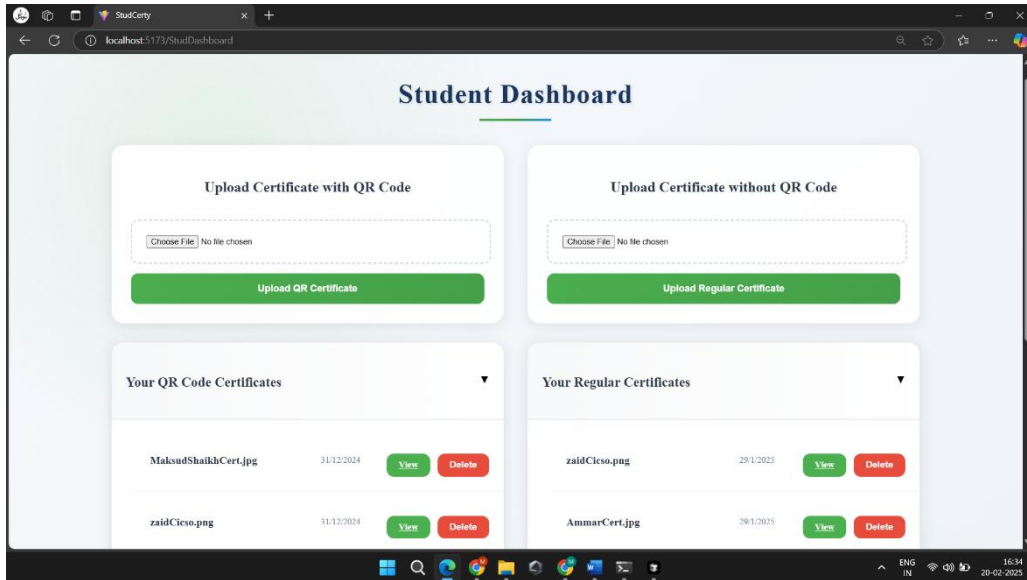 StudCerty
localhost:5173/StudDashboard
Student Dashboard
Upload Certificate with QR Code
Choose File No file chosen
Upload QR Certificate
Upload Certificate without QR Code
Choose File No file chosen
Upload Regular Certificate
Your QR Code Certificates ▼
MaksudShaikhCert.jpg 31/12/2024 View Delete
zaidCicso.png 31/12/2024 View Delete
Your Regular Certificates ▼
zaidCicso.png 29/1/2025 View Delete
AmmarCert.jpg 29/1/2025 View Delete
ENG
IN
16:34
20-02-2025